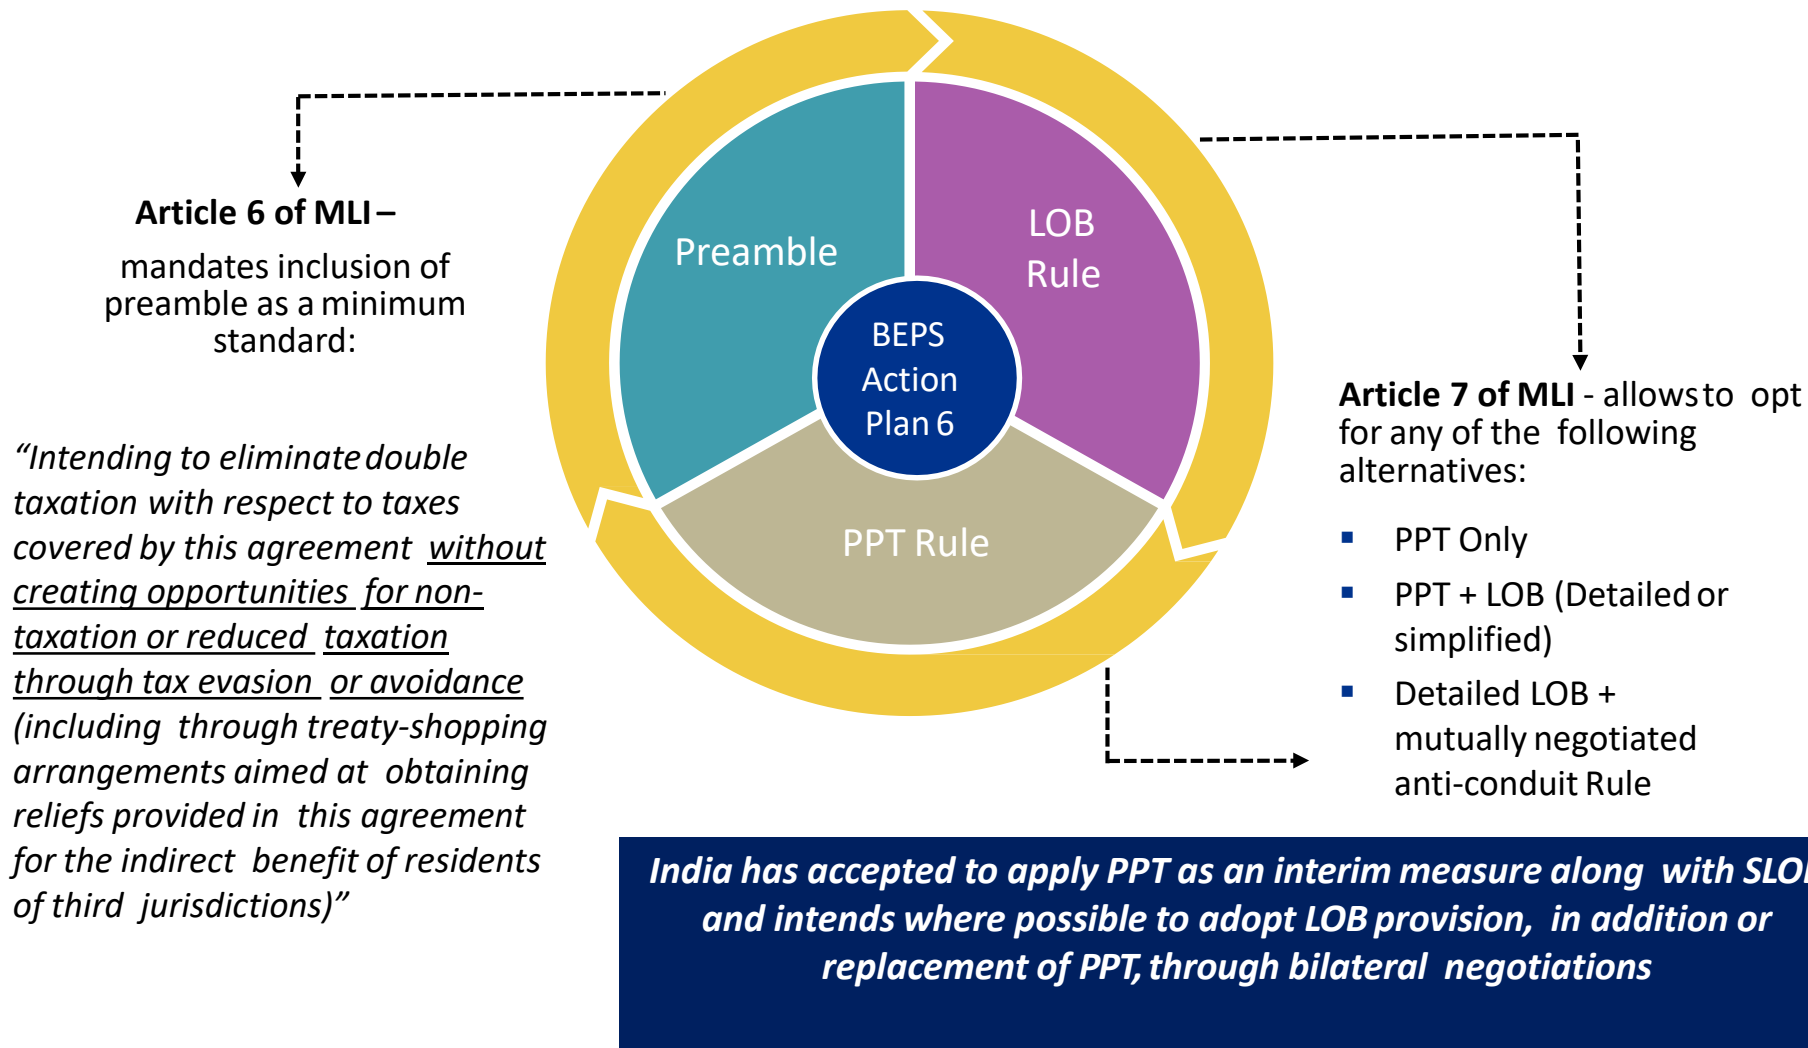 Article 6 of MLI –
mandates inclusion of
preamble as a minimum
standard:
“Intending to eliminate double
taxation with respect to taxes
covered by this agreement without
creating opportunities for non-
taxation or reduced taxation
through tax evasion or avoidance
(including through treaty-shopping
arrangements aimed at obtaining
reliefs provided in this agreement
for the indirect benefit of residents
of third jurisdictions)”
Preamble
LOB
Rule
BEPS
Action
Plan 6
PPT Rule
Article 7 of MLI - allows to opt
for any of the following
alternatives:
▪ PPT Only
▪ PPT + LOB (Detailed or
simplified)
▪ Detailed LOB +
mutually negotiated
anti-conduit Rule
India has accepted to apply PPT as an interim measure along with
and intends where possible to adopt LOB provision, in addition or
replacement of PPT, through bilateral negotiations